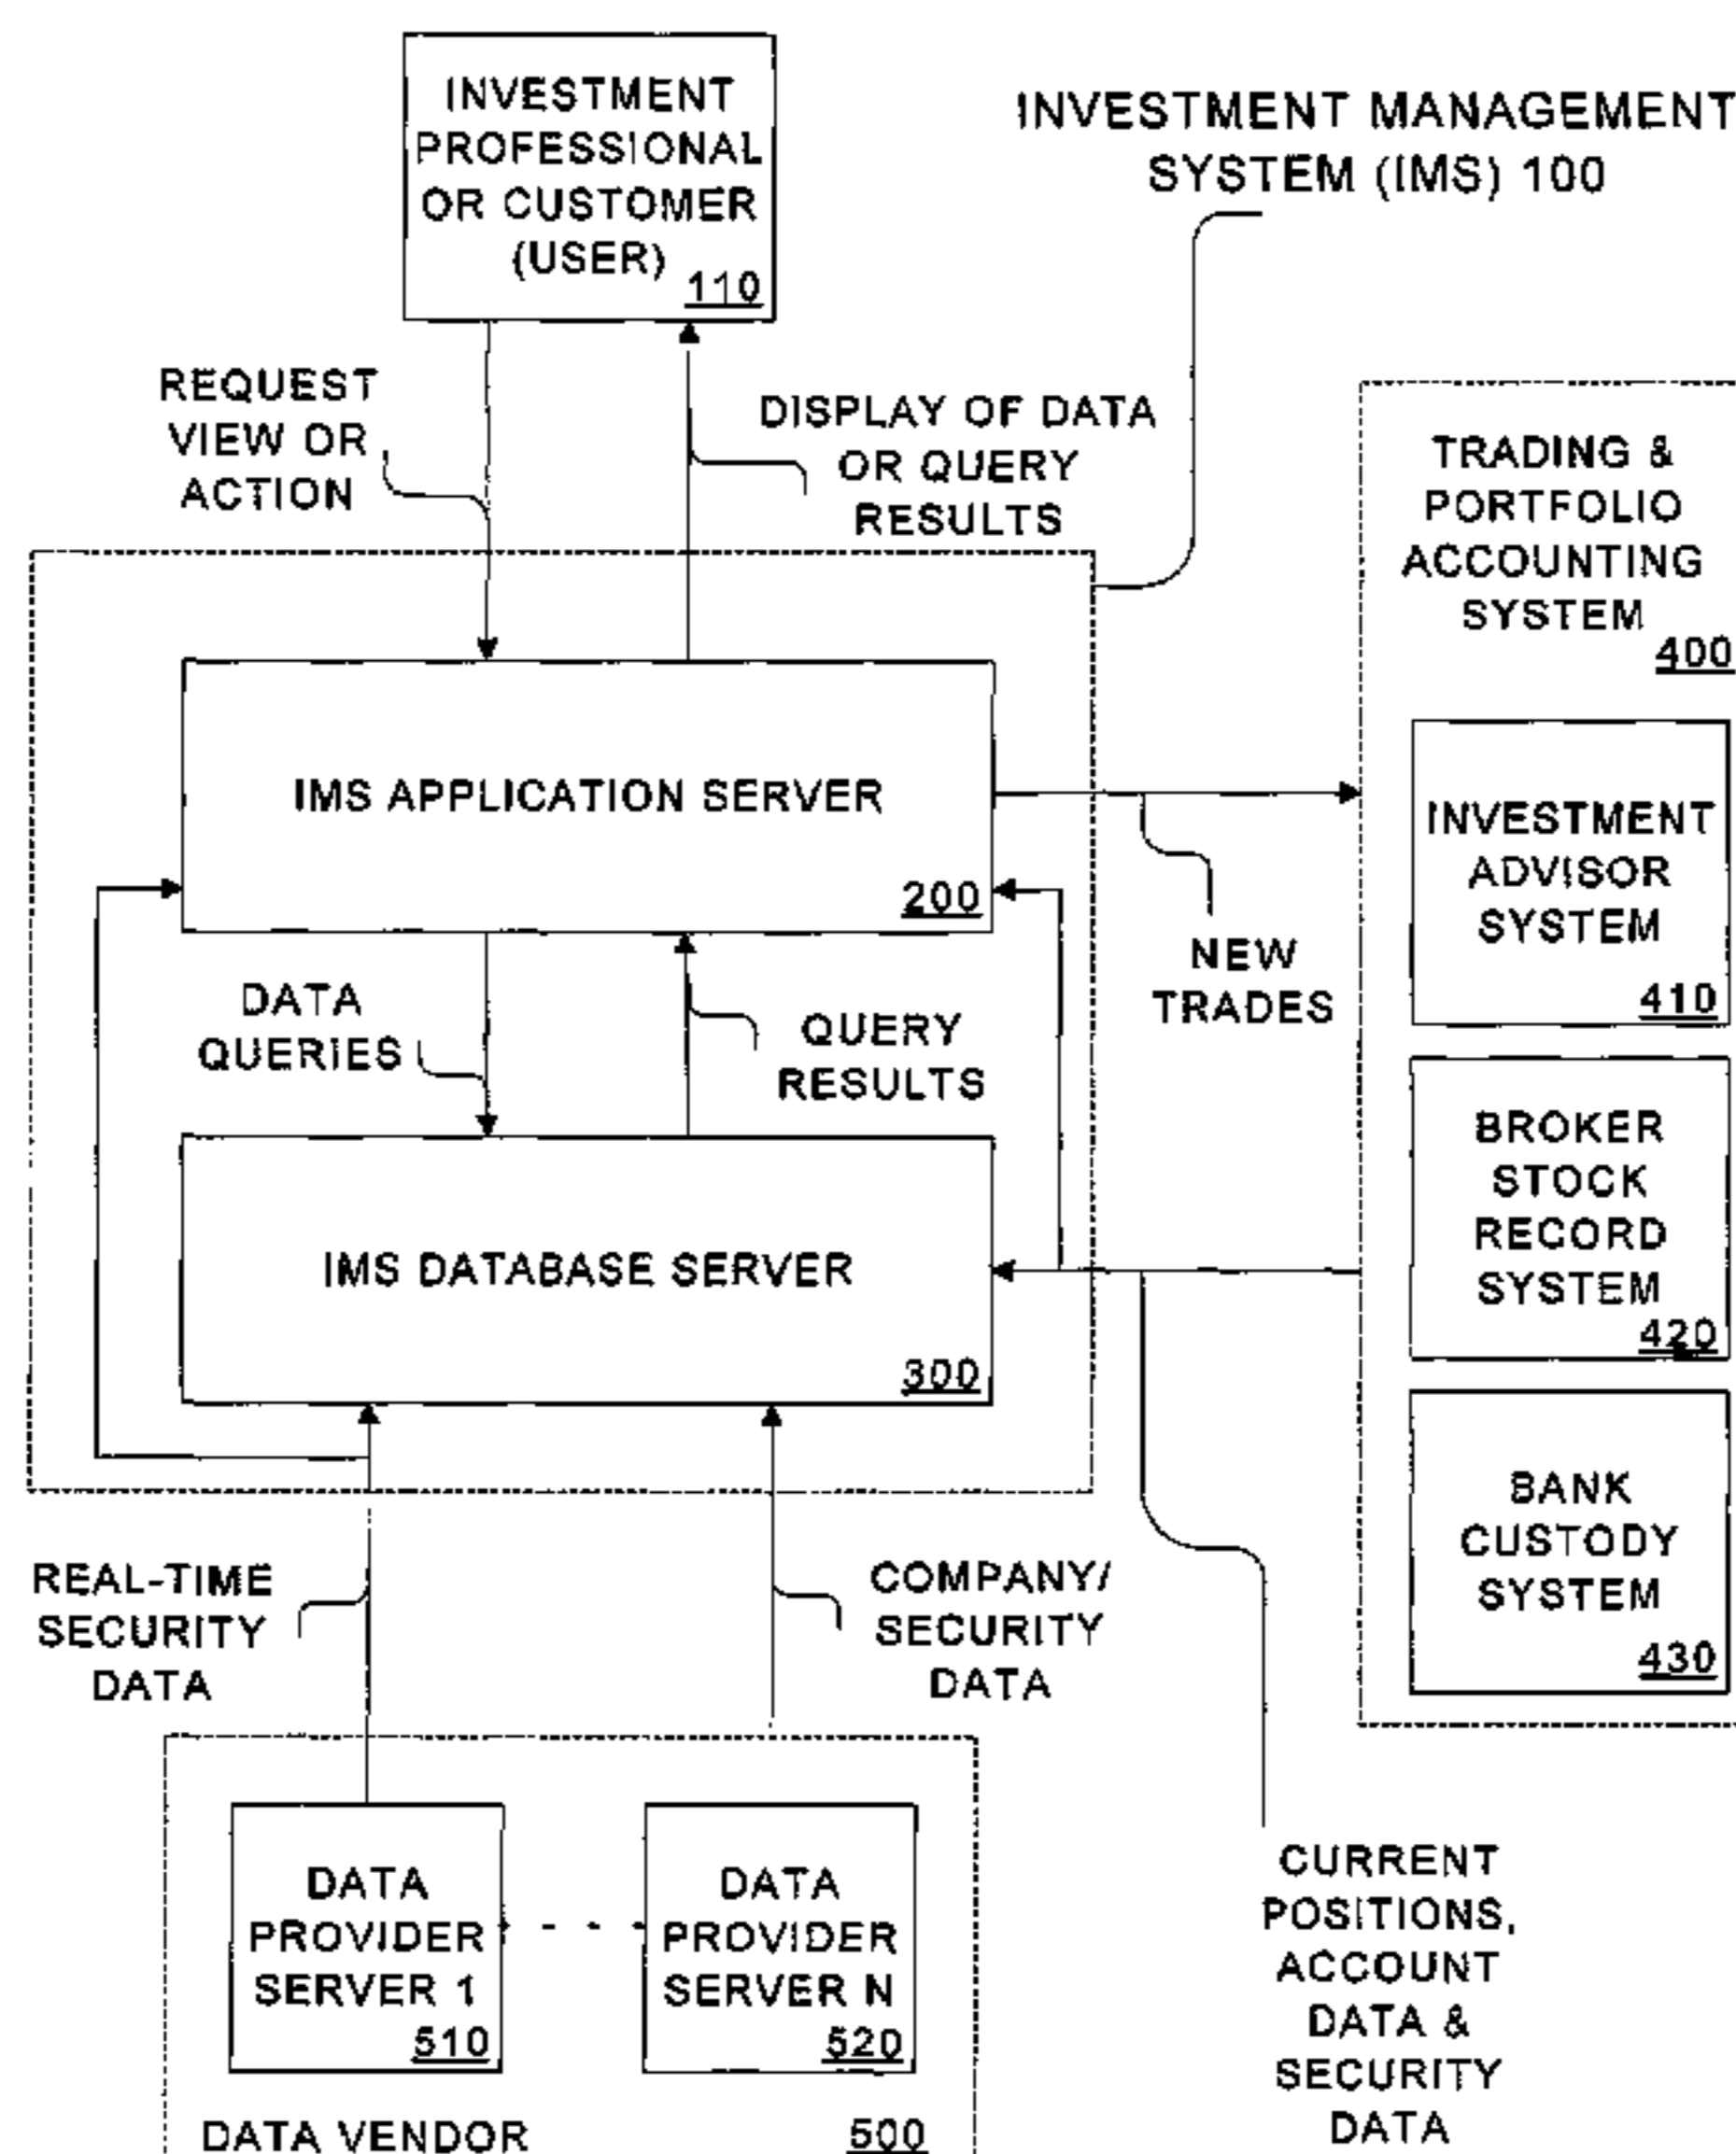 INVESTMENT
PROFESSIONAL
OR CUSTOMER
(USER)
110
INVESTMENT MANAGEMENT
SYSTEM (IMS) 100
REQUEST
VIEW OR
ACTION
DISPLAY OF DATA
OR QUERY
RESULTS
TRADING &
PORTFOLIO
ACCOUNTING
SYSTEM
400
IMS APPLICATION SERVER
200
INVESTMENT
ADVISOR
SYSTEM
410
NEW
TRADES
DATA
QUERIES
QUERY
RESULTS
BROKER
STOCK
RECORD
SYSTEM
420
IMS DATABASE SERVER
300
BANK
CUSTODY
SYSTEM
430
REAL-TIME
SECURITY
DATA
COMPANY/
SECURITY
DATA
DATA
PROVIDER
SERVER 1
510
DATA
PROVIDER
SERVER N
520
DATA VENDOR
500
CURRENT
POSITIONS,
ACCOUNT
DATA &
SECURITY
DATA